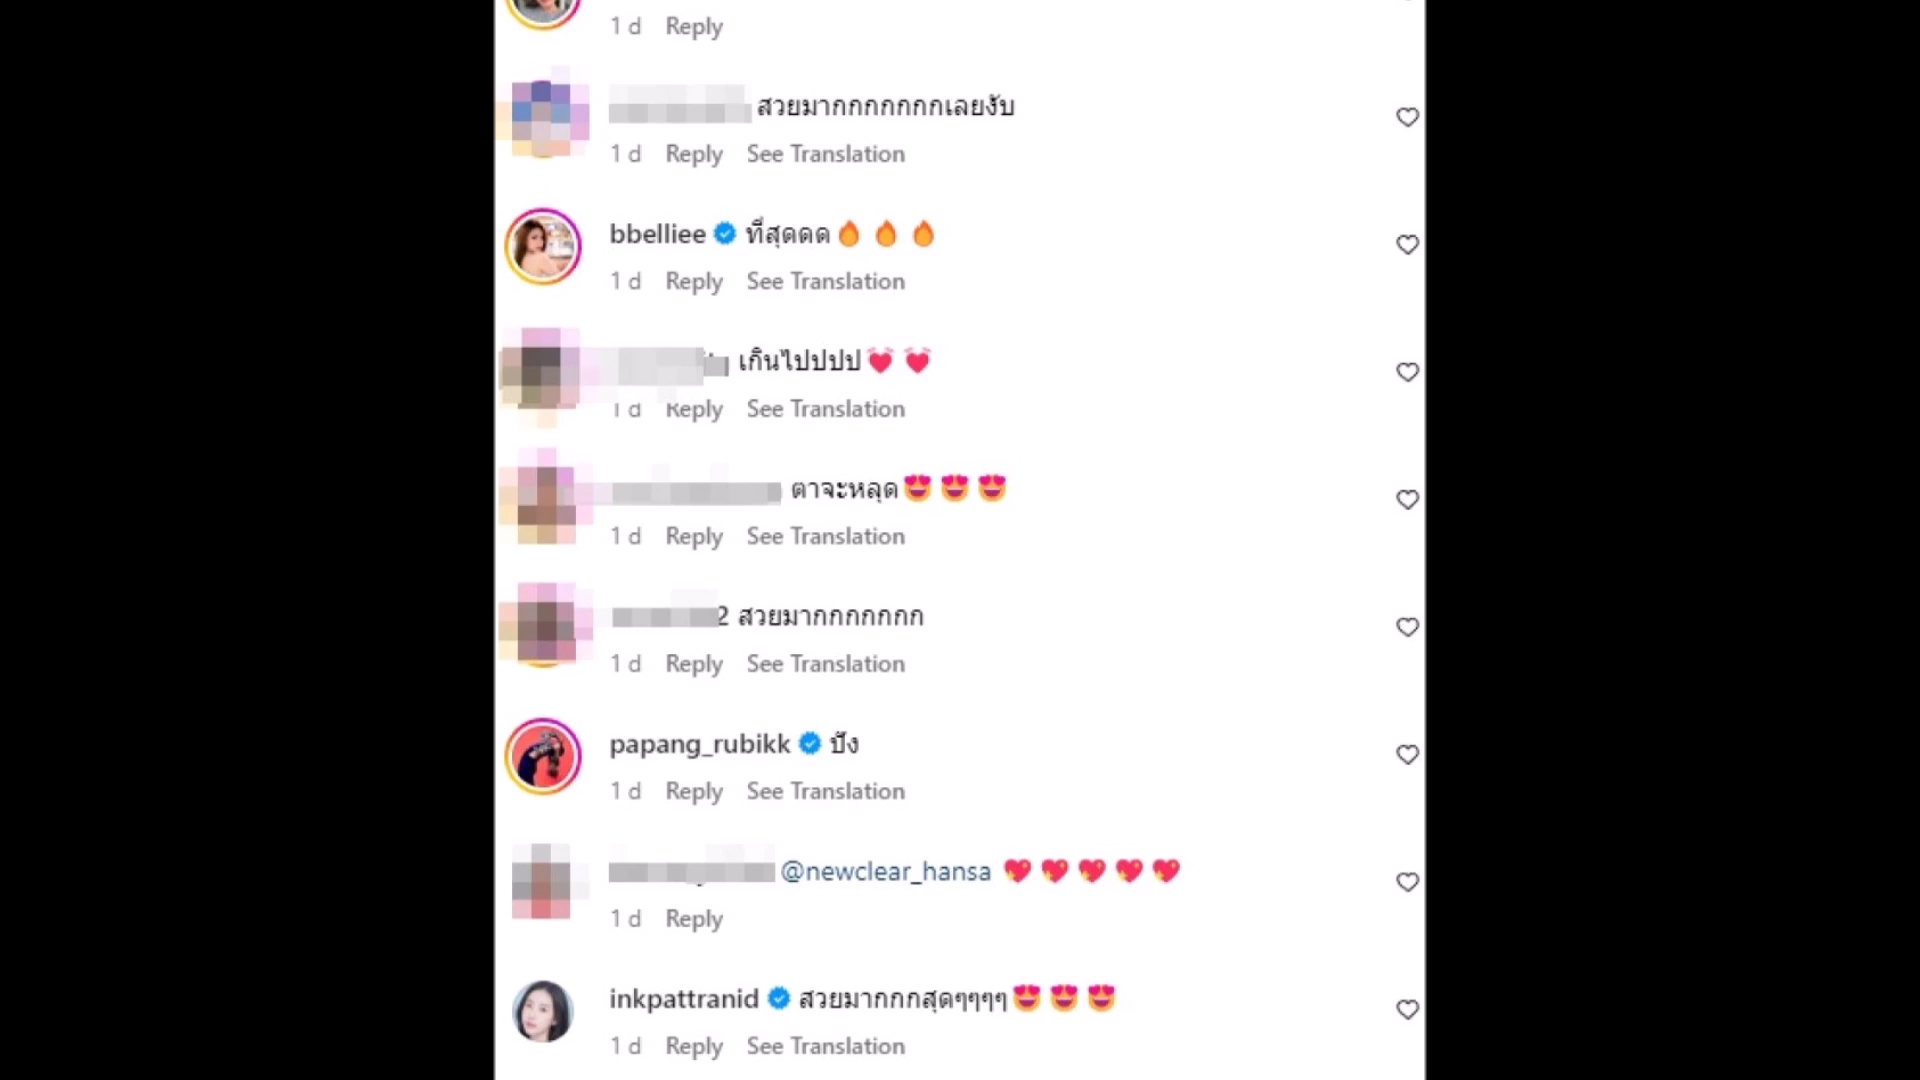 1 d Reply
สวยมากกกกกกกเลยงับ
1 d Reply See Translation
bbelliee ที่สุดดด🔥🔥🔥
1 d Reply See Translation
เกินไปปปป💓💓
1 d Reply See Translation
ตาจะหลุด😍😍😍
1 d Reply See Translation
2 สวยมากกกกกกก
1 d Reply See Translation
papang_rubikk ปัง
1 d Reply See Translation
@newclear_hansa 💖💖💖💖💖
1 d Reply
inkpattranid สวยมากกกสุดๆๆๆๆ😍😍😍
1 d Reply See Translation